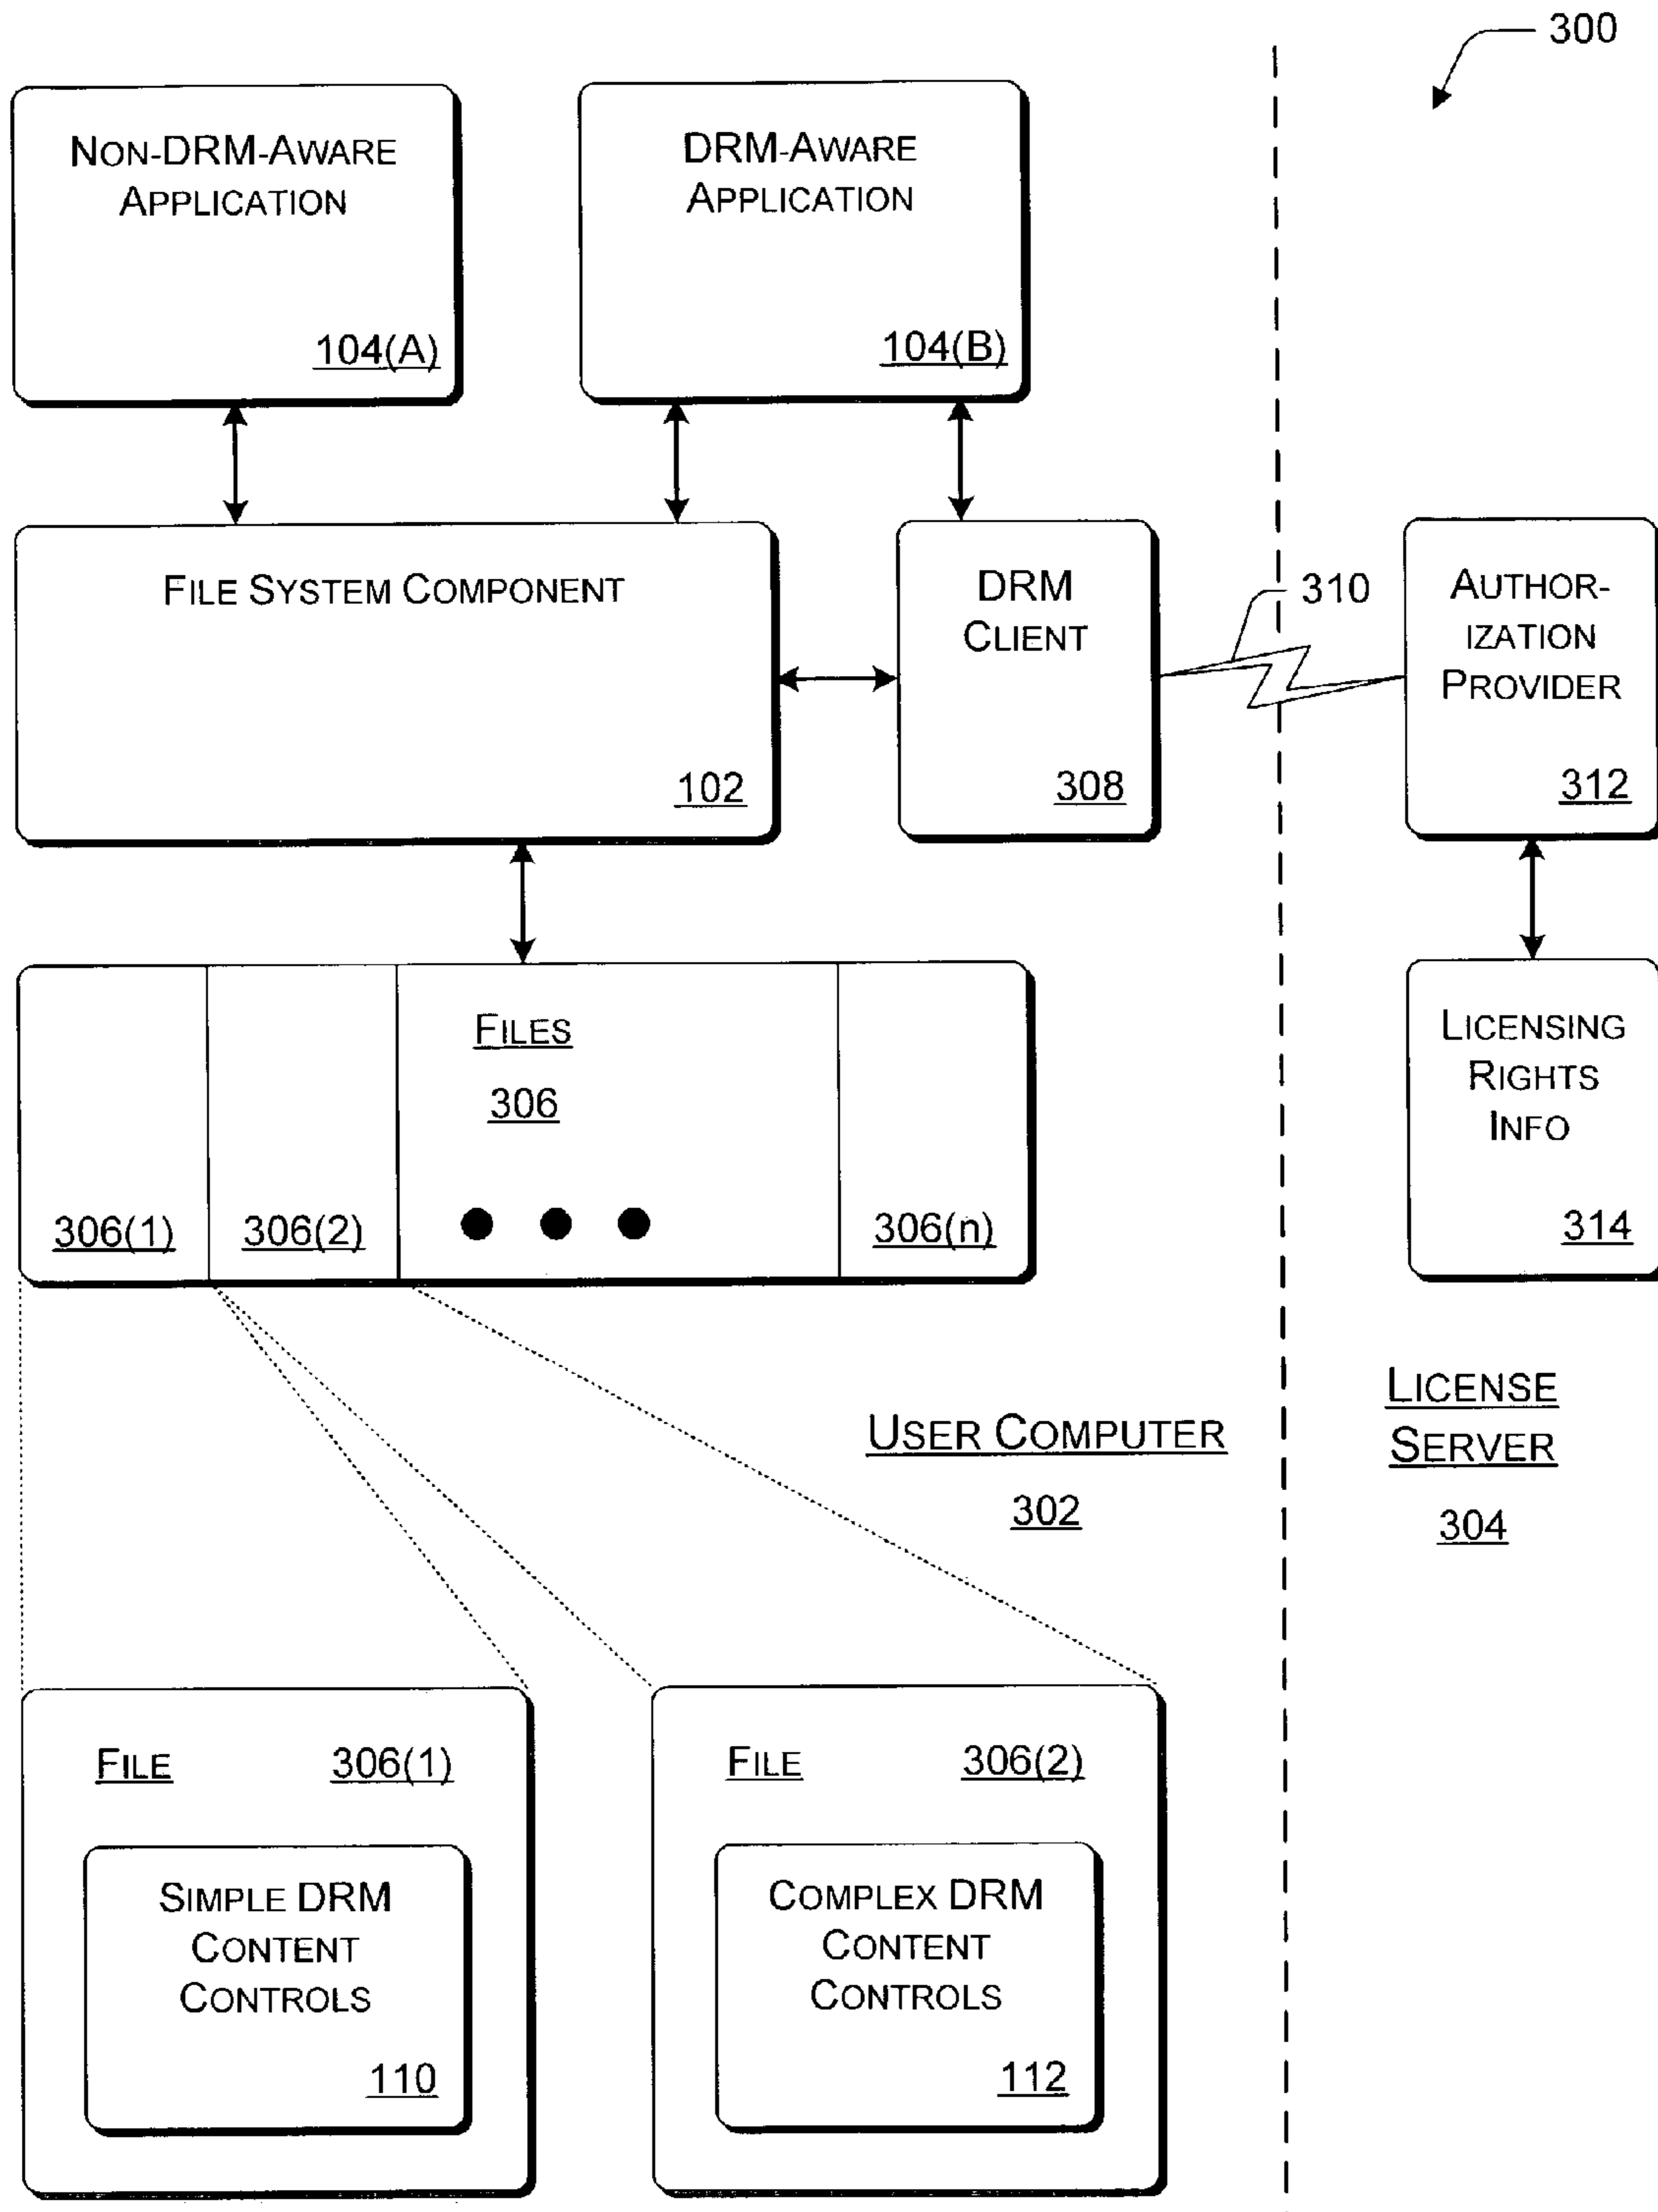 300
NON-DRM-AWARE
APPLICATION
104(A)
DRM-AWARE
APPLICATION
104(B)
FILE SYSTEM COMPONENT
102
DRM
CLIENT
308
310
AUTHOR-
IZATION
PROVIDER
312
FILES
306
306(1)
306(2)
306(n)
LICENSING
RIGHTS
INFO
314
USER COMPUTER
302
LICENSE
SERVER
304
FILE 306(1)
SIMPLE DRM
CONTENT
CONTROLS
110
FILE 306(2)
COMPLEX DRM
CONTENT
CONTROLS
112